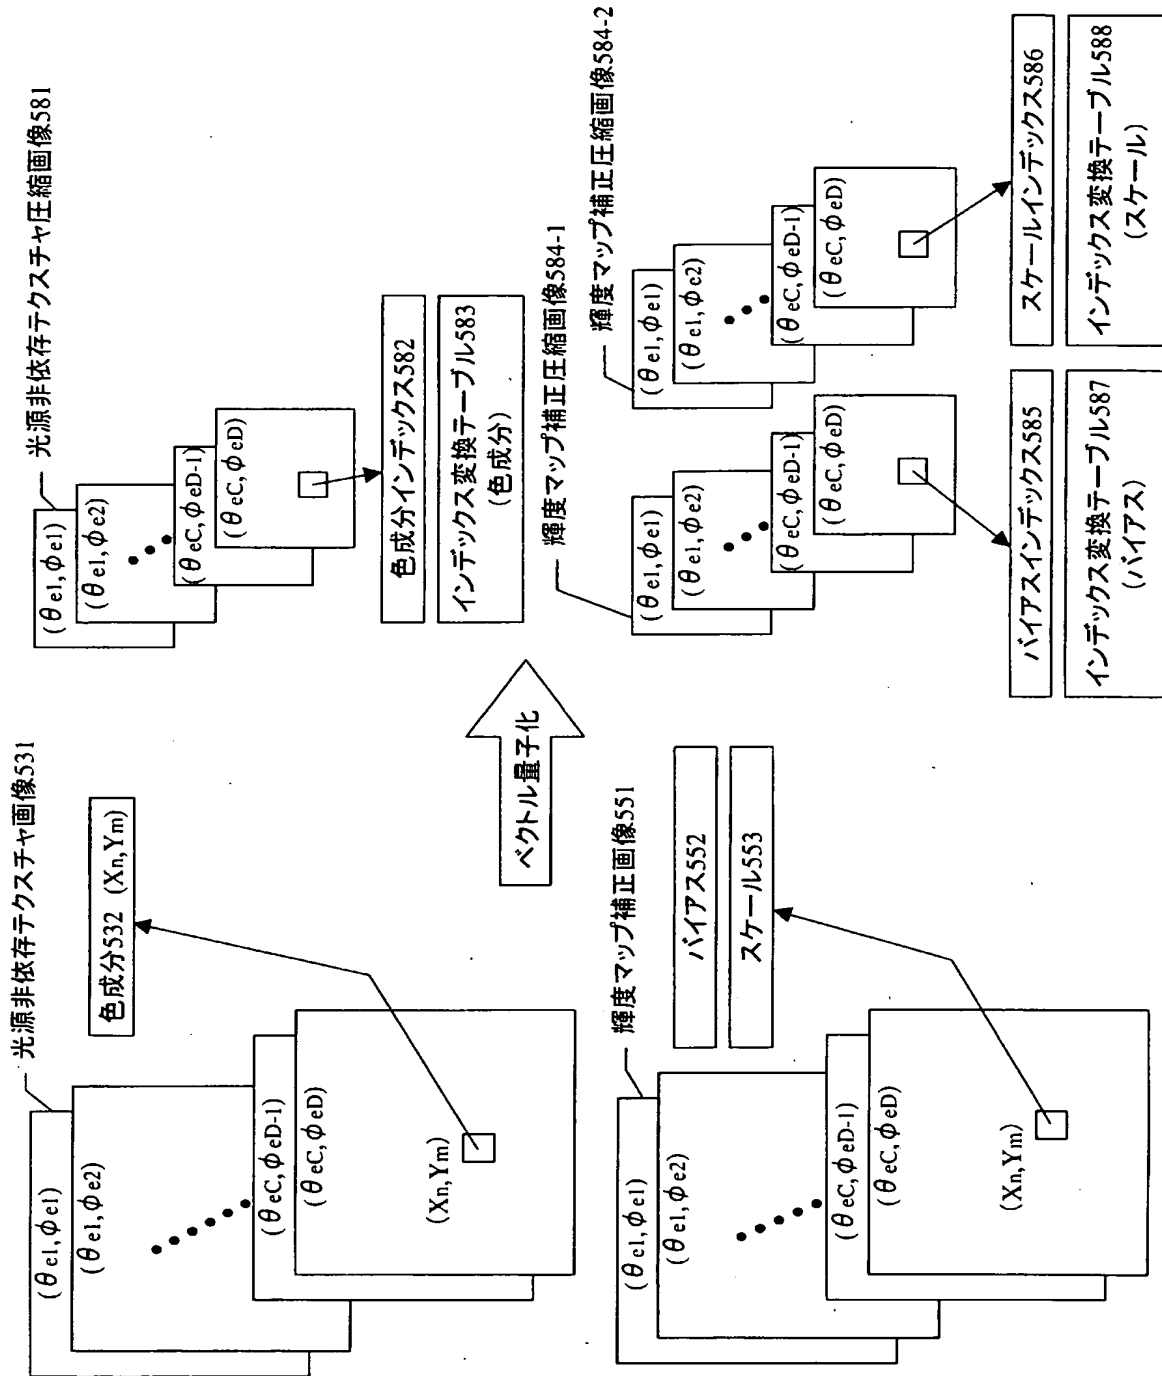 光源非依存テクスチャ画像531
(θe1,φe1)
(θe1,φe2)
(θeC,φeD-1)
(θeC,φeD)
(Xn,Ym)
色成分532 (Xn,Ym)
輝度マップ補正画像551
(θe1,φe1)
(θe1,φe2)
(θeC,φeD-1)
(θeC,φeD)
(Xn,Ym)
バイアス552
スケール553
ベクトル量子化
光源非依存テクスチャ圧縮画像581
(θe1,φe1)
(θe1,φe2)
(θeC,φeD-1)
(θeC,φeD)
色成分インデックス582
インデックス変換テーブル583
(色成分)
輝度マップ補正圧縮画像584-1
(θe1,φe1)
(θe1,φe2)
(θeC,φeD-1)
(θeC,φeD)
バイアスインデックス585
インデックス変換テーブル587
(バイアス)
輝度マップ補正圧縮画像584-2
(θe1,φe1)
(θe1,φe2)
(θeC,φeD-1)
(θeC,φeD)
スケールインデックス586
インデックス変換テーブル588
(スケール)